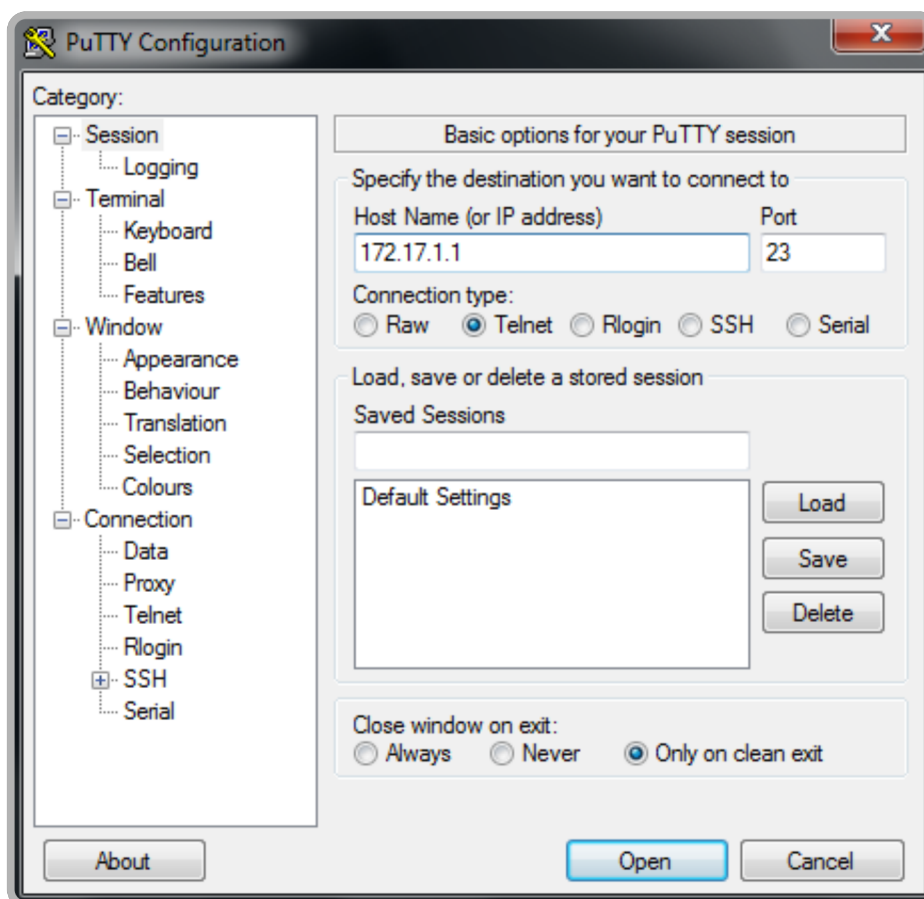 PuTTY Configuration
x
Category:
Session
Logging
Terminal
Keyboard
Bell
Features
Window
Appearance
Behaviour
Translation
Selection
Colours
Connection
Data
Proxy
Telnet
Rlogin
SSH
Serial
Basic options for your PuTTY session
Specify the destination you want to connect to
Host Name (or IP address) Port
172.17.1.1 23
Connection type:
Raw Telnet Rlogin SSH Serial
Load, save or delete a stored session
Saved Sessions
Default Settings
Load
Save
Delete
Close window on exit:
Always Never Only on clean exit
About Open Cancel